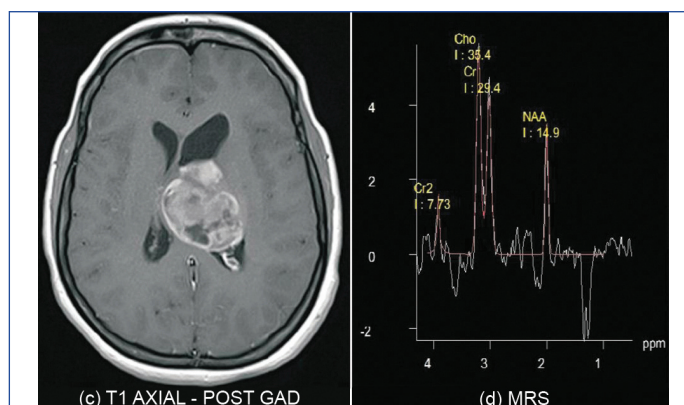 Cho
I : 35.4
Cr
I : 29.4
NAA
I : 14.9
Cr2
I : 7.73
4
2
0
-2
ppm
4 3 2 1
(c) T1 AXIAL - POST GAD
(d) MRS